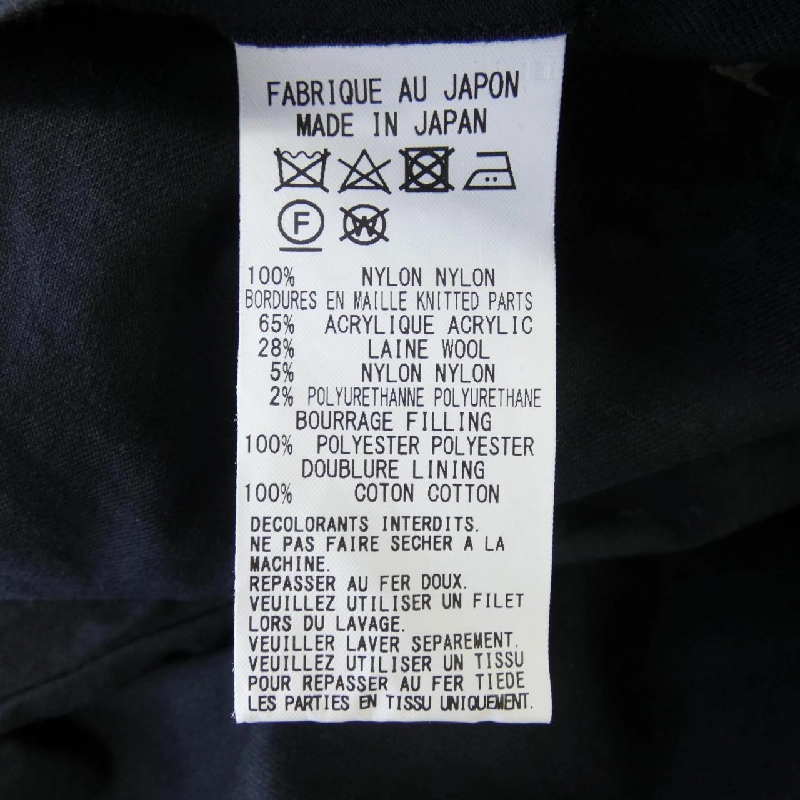 FABRIQUE AU JAPON
MADE IN JAPAN
F W
100% NYLON NYLON
BORDURES EN MAILLE KNITTED PARTS
65% ACRYLIQUE ACRYLIC
28% LAINE WOOL
5% NYLON NYLON
2% POLYURETHANNE POLYURETHANE
BOURRAGE FILLING
100% POLYESTER POLYESTER
DOUBLURE LINING
100% COTON COTTON
DECOLORANTS INTERDITS.
NE PAS FAIRE SECHER A LA
MACHINE.
REPASSER AU FER DOUX.
VEUILLEZ UTILISER UN FILET
LORS DU LAVAGE.
VEUILLER LAVER SEPAREMENT.
VEUILLEZ UTILISER UN TISSU
POUR REPASSER AU FER TIEDE
LES PARTIES EN TISSU UNIQUEMENT.